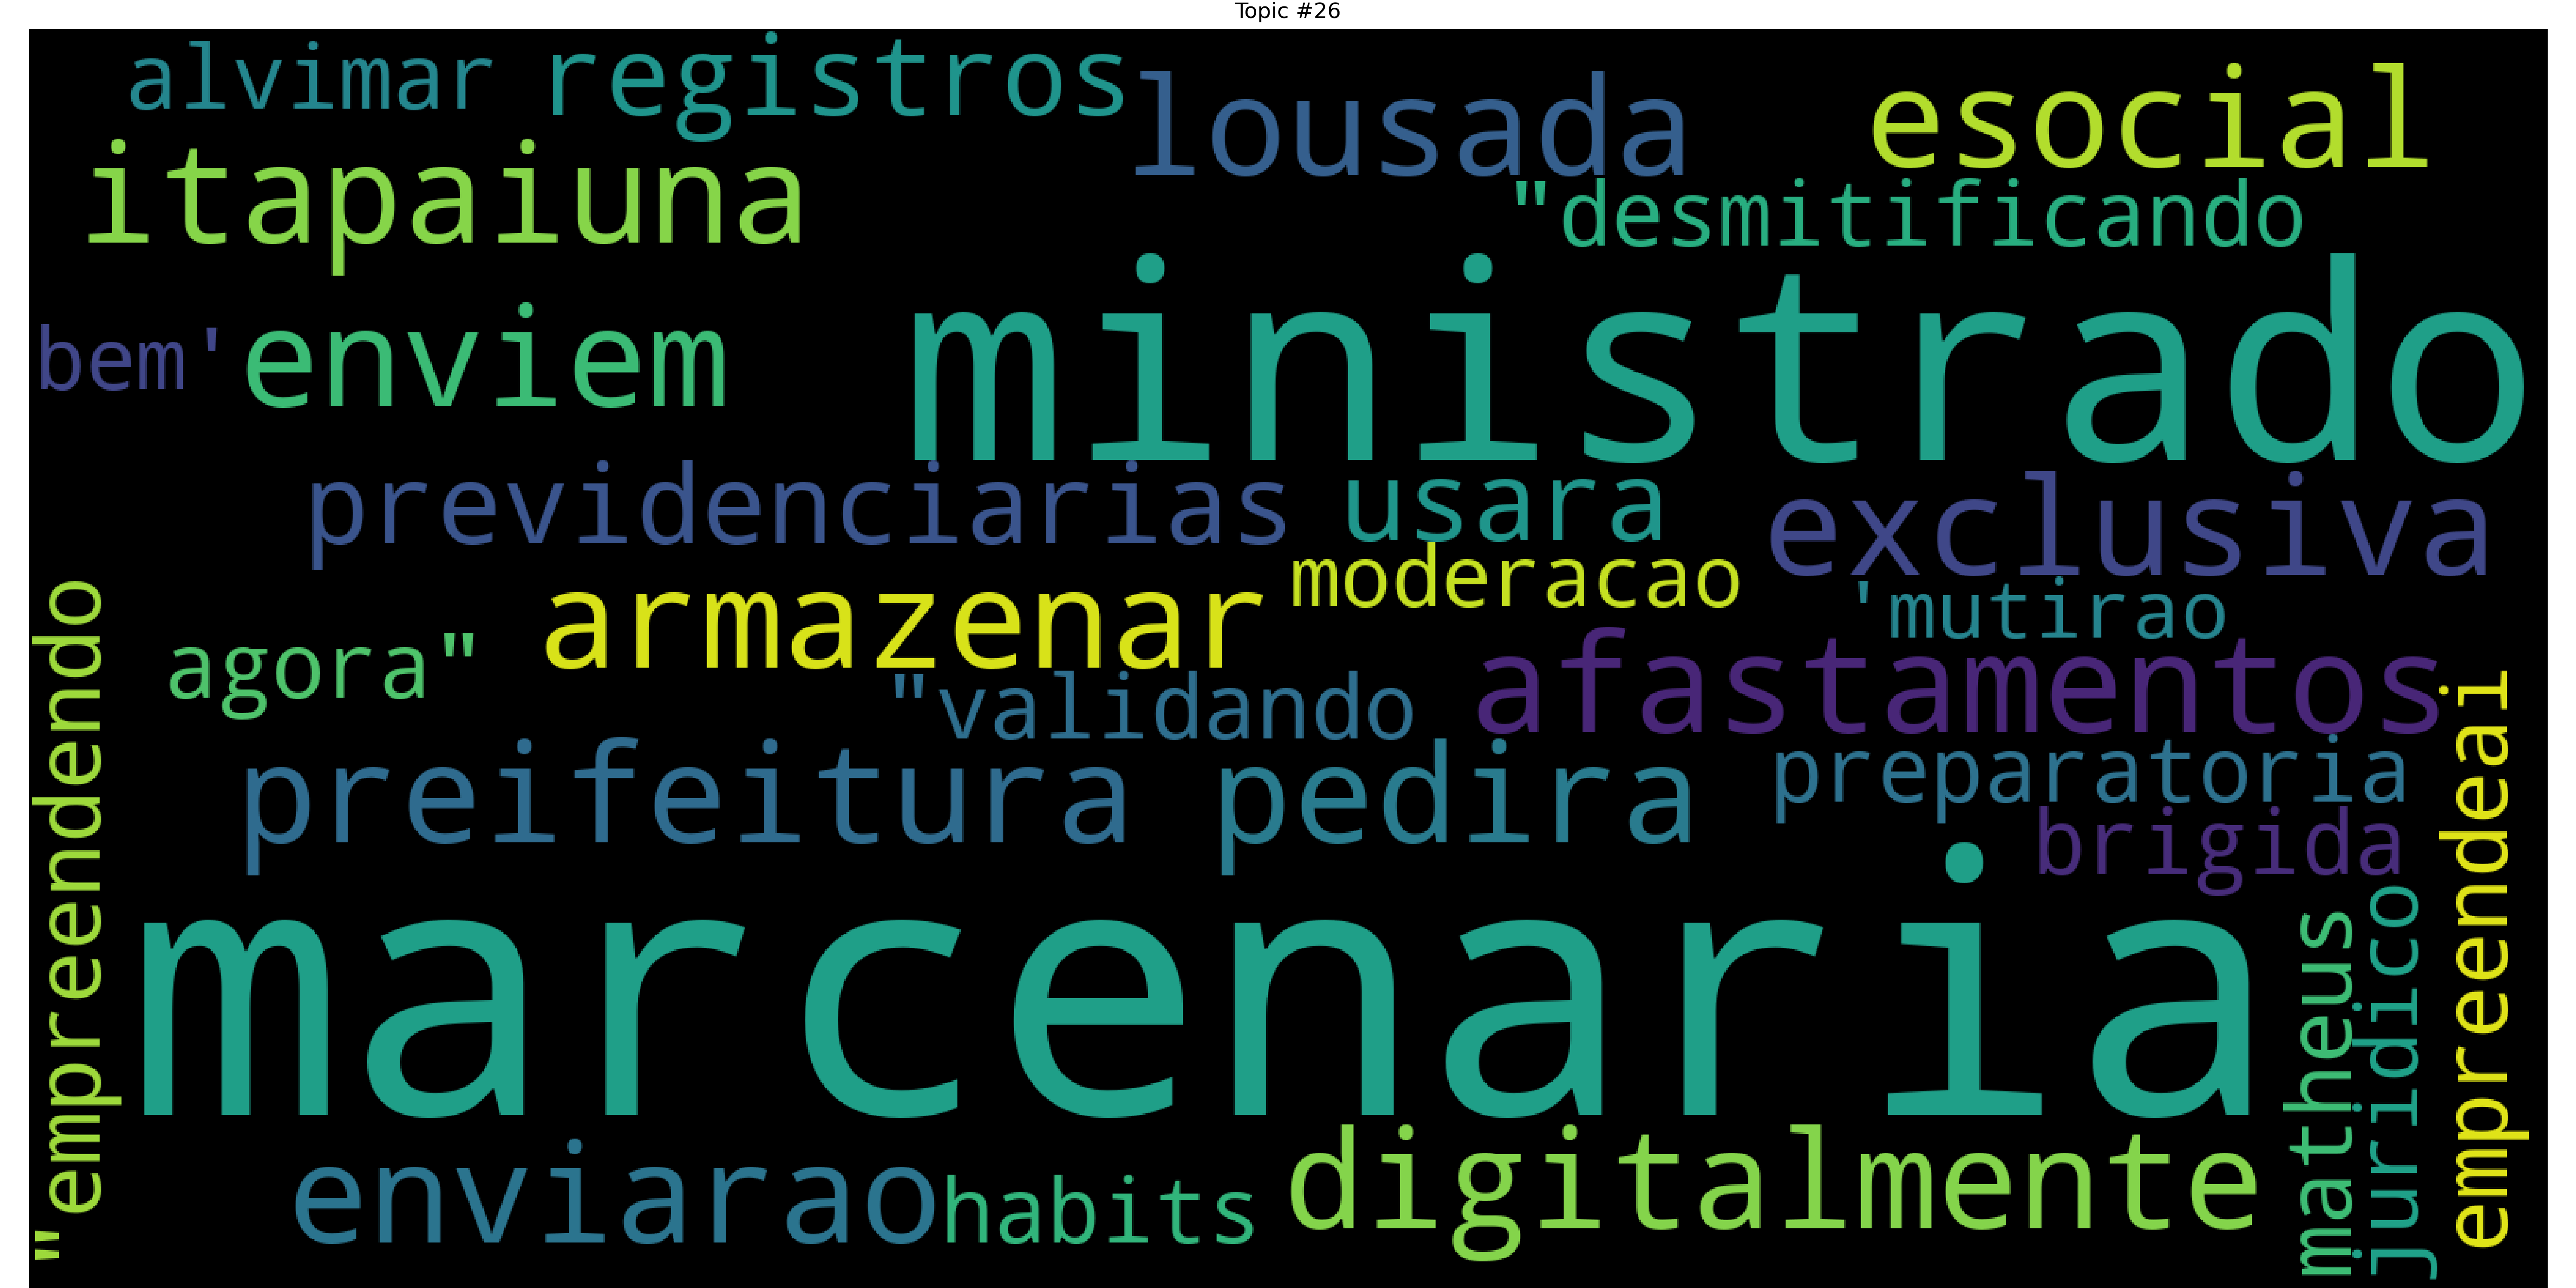 Topic #26
alvimar registros
lousada
esocial
itapaiuna
"desmitificando
ministrado
bem' enviem
previdenciarias
usara
exclusiva
moderacao
'mutirao
armazenar
agora"
"validando
afastamentos
preifeitura
pedira
preparatoria
brigida
"empreendendo
marcenaria
matheus
juridico
empreendeai
enviarao
habits
digitalmente